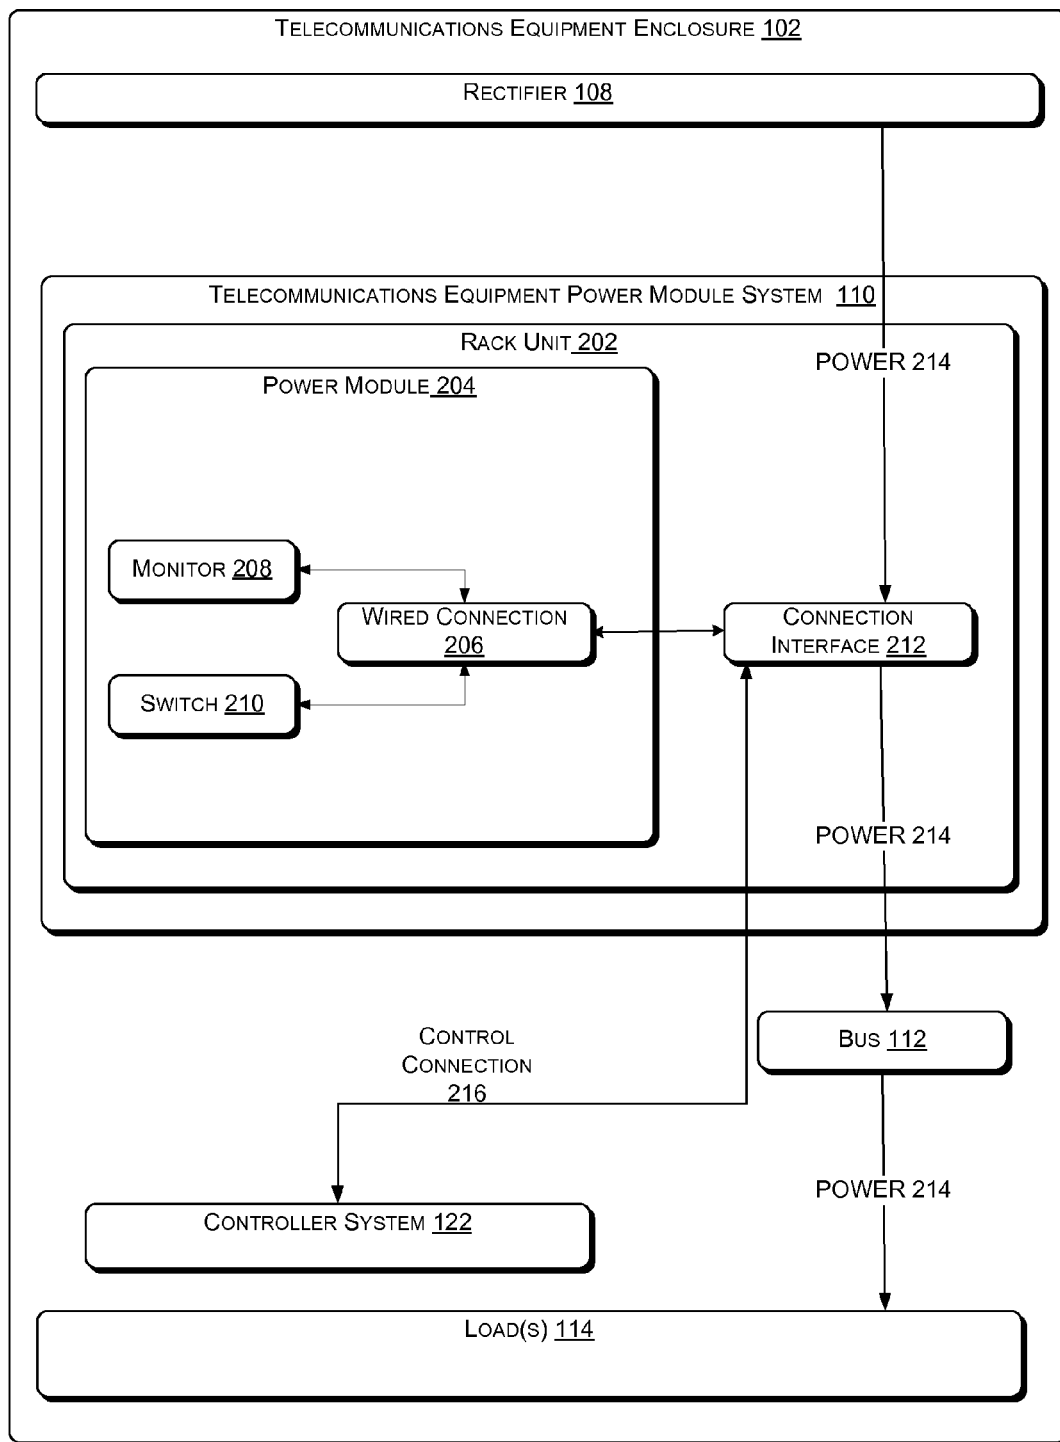 TELECOMMUNICATIONS EQUIPMENT ENCLOSURE 102
RECTIFIER 108
TELECOMMUNICATIONS EQUIPMENT POWER MODULE SYSTEM 110
RACK UNIT 202
POWER 214
POWER MODULE 204
MONITOR 208
WIRED CONNECTION
206
CONNECTION
INTERFACE 212
SWITCH 210
POWER 214
CONTROL
CONNECTION
216
BUS 112
POWER 214
CONTROLLER SYSTEM 122
LOAD(S) 114